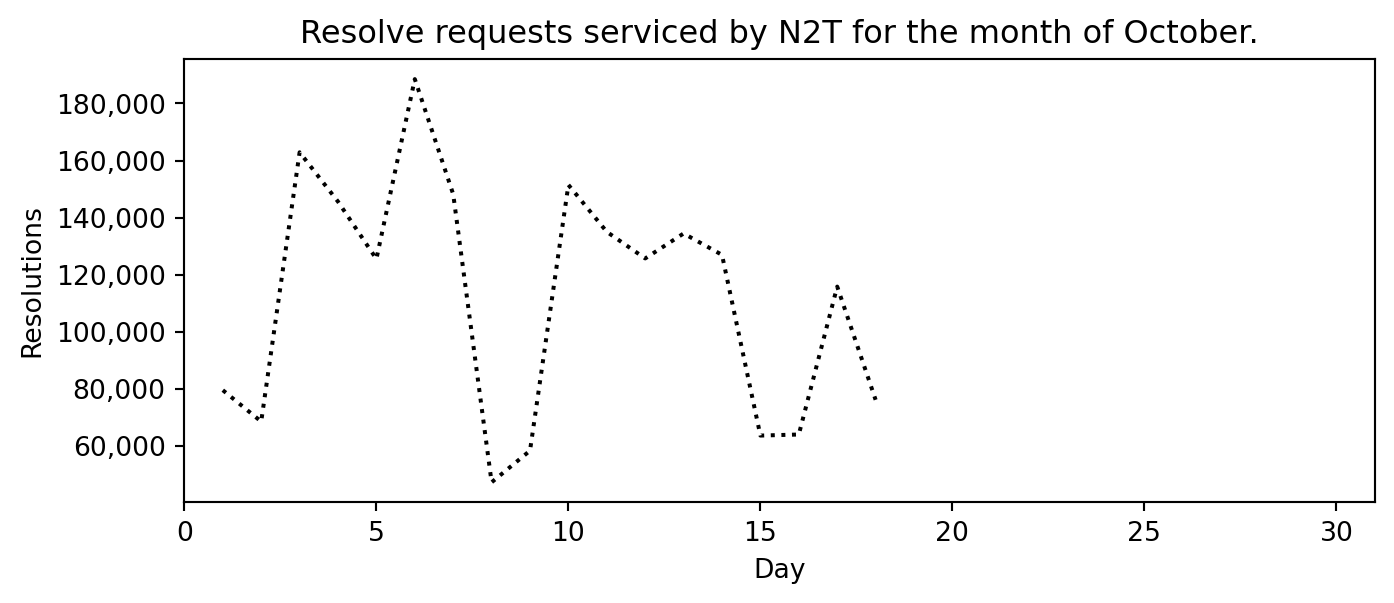 Resolve requests serviced by N2T for the month of October.
180,000
160,000
140,000
120,000
100,000
80,000
60,000
Resolutions
0 5 10 15 20 25 30
Day